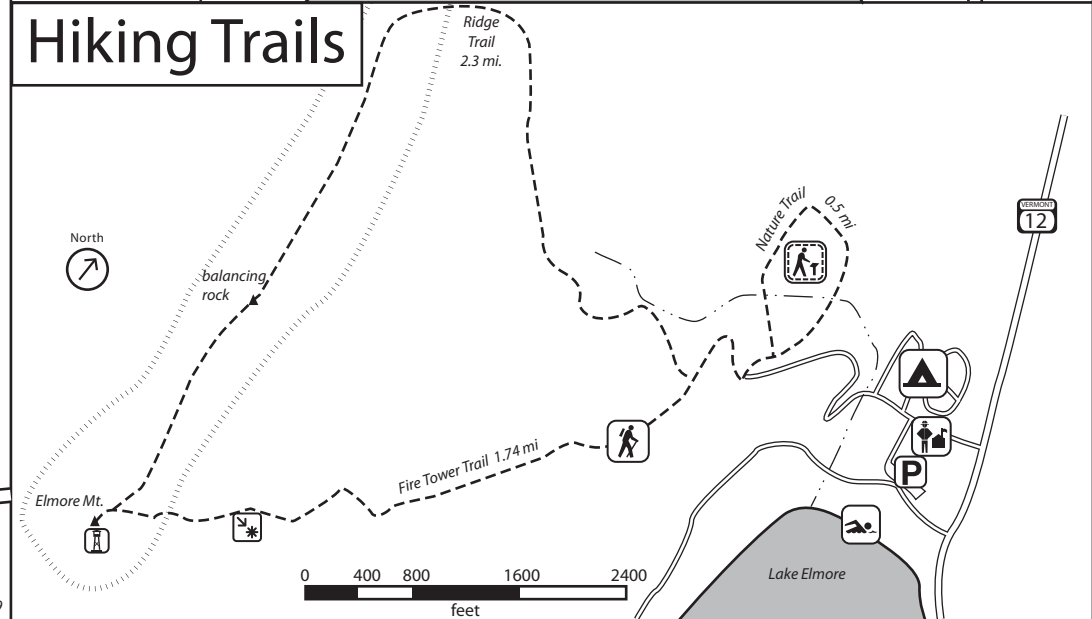 Hiking Trails
Ridge
Trail
2.3 mi.
Nature Trail
0.5 mi
VERMONT
12
North
balancing
rock
Fire Tower Trail 1.74 mi
Elmore Mt.
P
0 400 800 1600 2400
feet
Lake Elmore